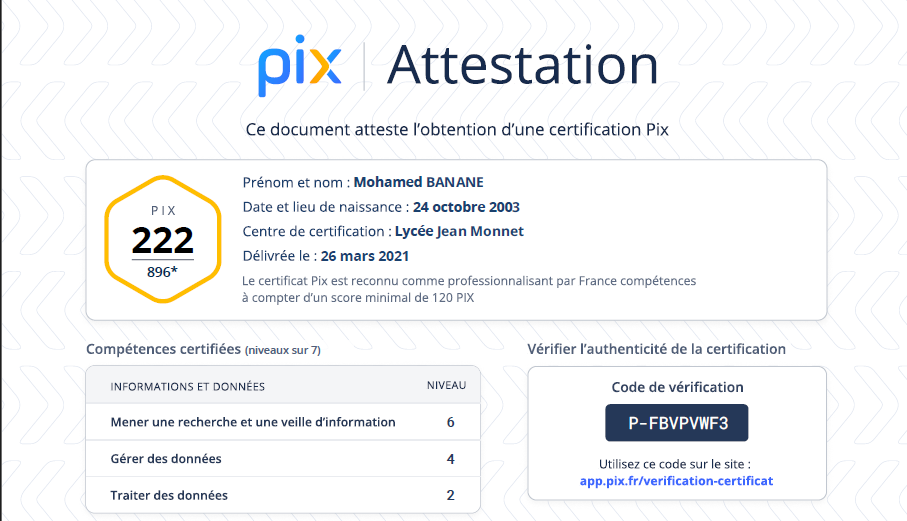 pix Attestation
Ce document atteste l’obtention d’une certification Pix
PIX
222
896*
Prénom et nom : Mohamed BANANE
Date et lieu de naissance : 24 octobre 2003
Centre de certification : Lycée Jean Monnet
Délivrée le : 26 mars 2021
Le certificat Pix est reconnu comme professionnalisant par France compétences
à compter d’un score minimal de 120 PIX
Compétences certifiées (niveaux sur 7)
INFORMATIONS ET DONNÉES NIVEAU
Mener une recherche et une veille d’information 6
Gérer des données 4
Traiter des données 2
Vérifier l’authenticité de la certification
Code de vérification
P-FBVPVWF3
Utilisez ce code sur le site :
app.pix.fr/verification-certificat